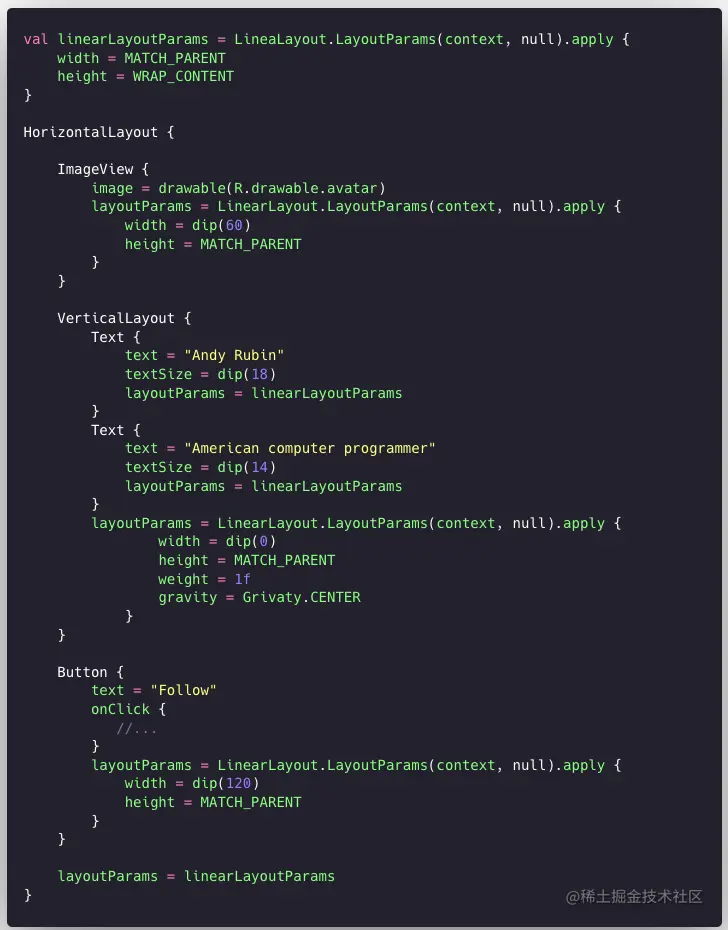 val linearLayoutParams = LineaLayout.LayoutParams(context, null).apply {
    width = MATCH_PARENT
    height = WRAP_CONTENT
}
HorizontalLayout {
    ImageView {
        image = drawable(R.drawable.avatar)
        layoutParams = LinearLayout.LayoutParams(context, null).apply {
            width = dip(60)
            height = MATCH_PARENT
        }
    }
    VerticalLayout {
        Text {
            text = "Andy Rubin"
            textSize = dip(18)
            layoutParams = linearLayoutParams
        }
        Text {
            text = "American computer programmer"
            textSize = dip(14)
            layoutParams = linearLayoutParams
        }
        layoutParams = LinearLayout.LayoutParams(context, null).apply {
                width = dip(0)
                height = MATCH_PARENT
                weight = 1f
                gravity = Grivaty.CENTER
            }
    }
    Button {
        text = "Follow"
        onClick {
           //...
        }
        layoutParams = LinearLayout.LayoutParams(context, null).apply {
            width = dip(120)
            height = MATCH_PARENT
        }
    }
    layoutParams = linearLayoutParams
}
@稀土掘金技术社区